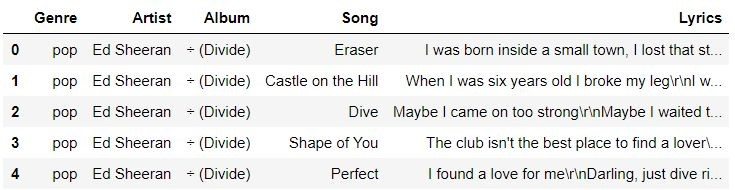 Genre Artist Album Song Lyrics
0 pop Ed Sheeran ÷ (Divide) Eraser I was born inside a small town, I lost that st...
1 pop Ed Sheeran ÷ (Divide) Castle on the Hill When I was six years old I broke my leg\r\nI w...
2 pop Ed Sheeran ÷ (Divide) Dive Maybe I came on too strong\r\nMaybe I waited t...
3 pop Ed Sheeran ÷ (Divide) Shape of You The club isn't the best place to find a lover\...
4 pop Ed Sheeran ÷ (Divide) Perfect I found a love for me\r\nDarling, just dive ri...